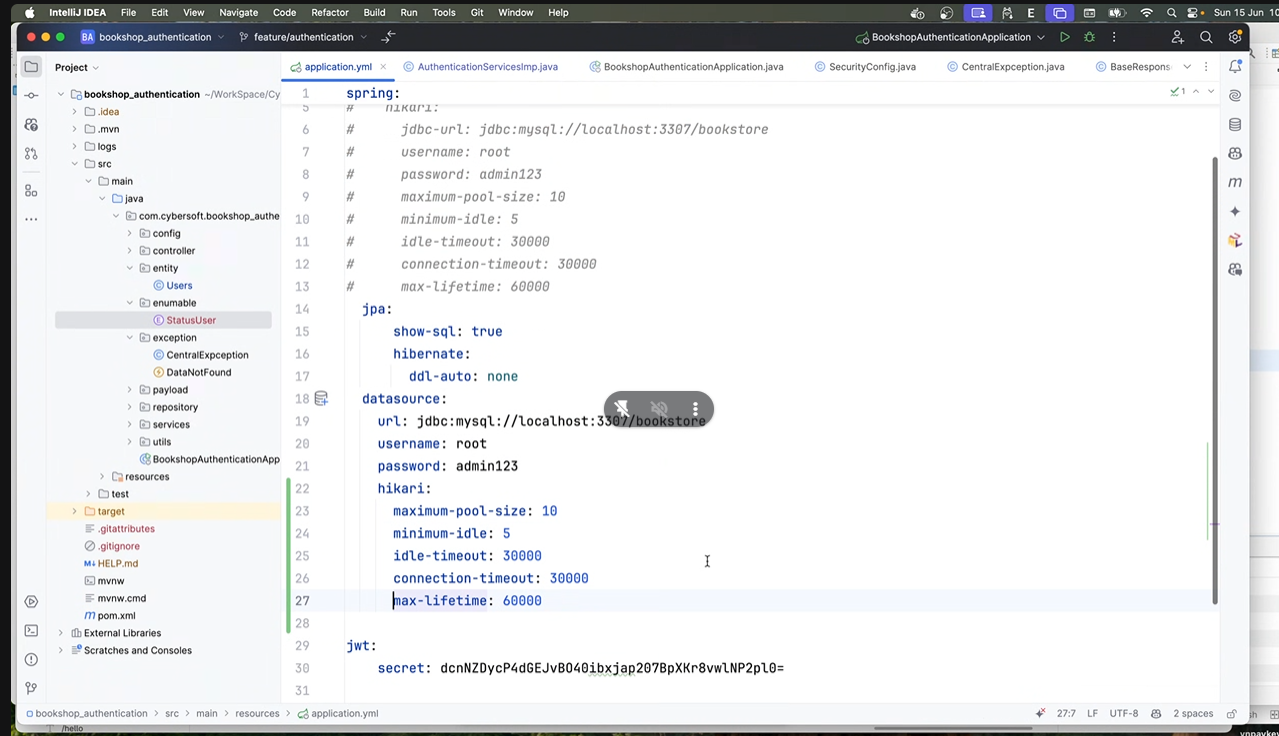 IntelliJ IDEA File Edit View Navigate Code Refactor Build Run Tools Git Window Help
Sun 15 Jun
BA bookshop_authentication feature/authentication BookshopAuthenticationApplication
Project
application.yml AuthenticationServicesImp.java BookshopAuthenticationApplication.java SecurityConfig.java CentralExpception.java BaseRespons
bookshop_authentication ~/WorkSpace/Cy
.idea
.mvn
logs
src
main
java
com.cybersoft.bookshop_authe
config
controller
entity
Users
enumable
StatusUser
exception
CentralExpception
DataNotFound
payload
repository
services
utils
BookshopAuthenticationApp
resources
test
target
.gitattributes
.gitignore
HELP.md
mvnw
mvnw.cmd
pom.xml
External Libraries
Scratches and Consoles
1 spring:
5 # hikari:
6 # jdbc-url: jdbc:mysql://localhost:3307/bookstore
7 # username: root
8 # password: admin123
9 # maximum-pool-size: 10
10 # minimum-idle: 5
11 # idle-timeout: 30000
12 # connection-timeout: 30000
13 # max-lifetime: 60000
14 jpa:
15 show-sql: true
16 hibernate:
17 ddl-auto: none
18 datasource:
19 url: jdbc:mysql://localhost:3307/bookstore
20 username: root
21 password: admin123
22 hikari:
23 maximum-pool-size: 10
24 minimum-idle: 5
25 idle-timeout: 30000
26 connection-timeout: 30000
27 max-lifetime: 60000
28
29 jwt:
30 secret: dcnNZDycP4dGEJvBO40ibxjap207BpXKr8vwlNP2pl0=
31
1
bookshop_authentication > src > main > resources > application.yml
27:7 LF UTF-8 2 spaces
/hello